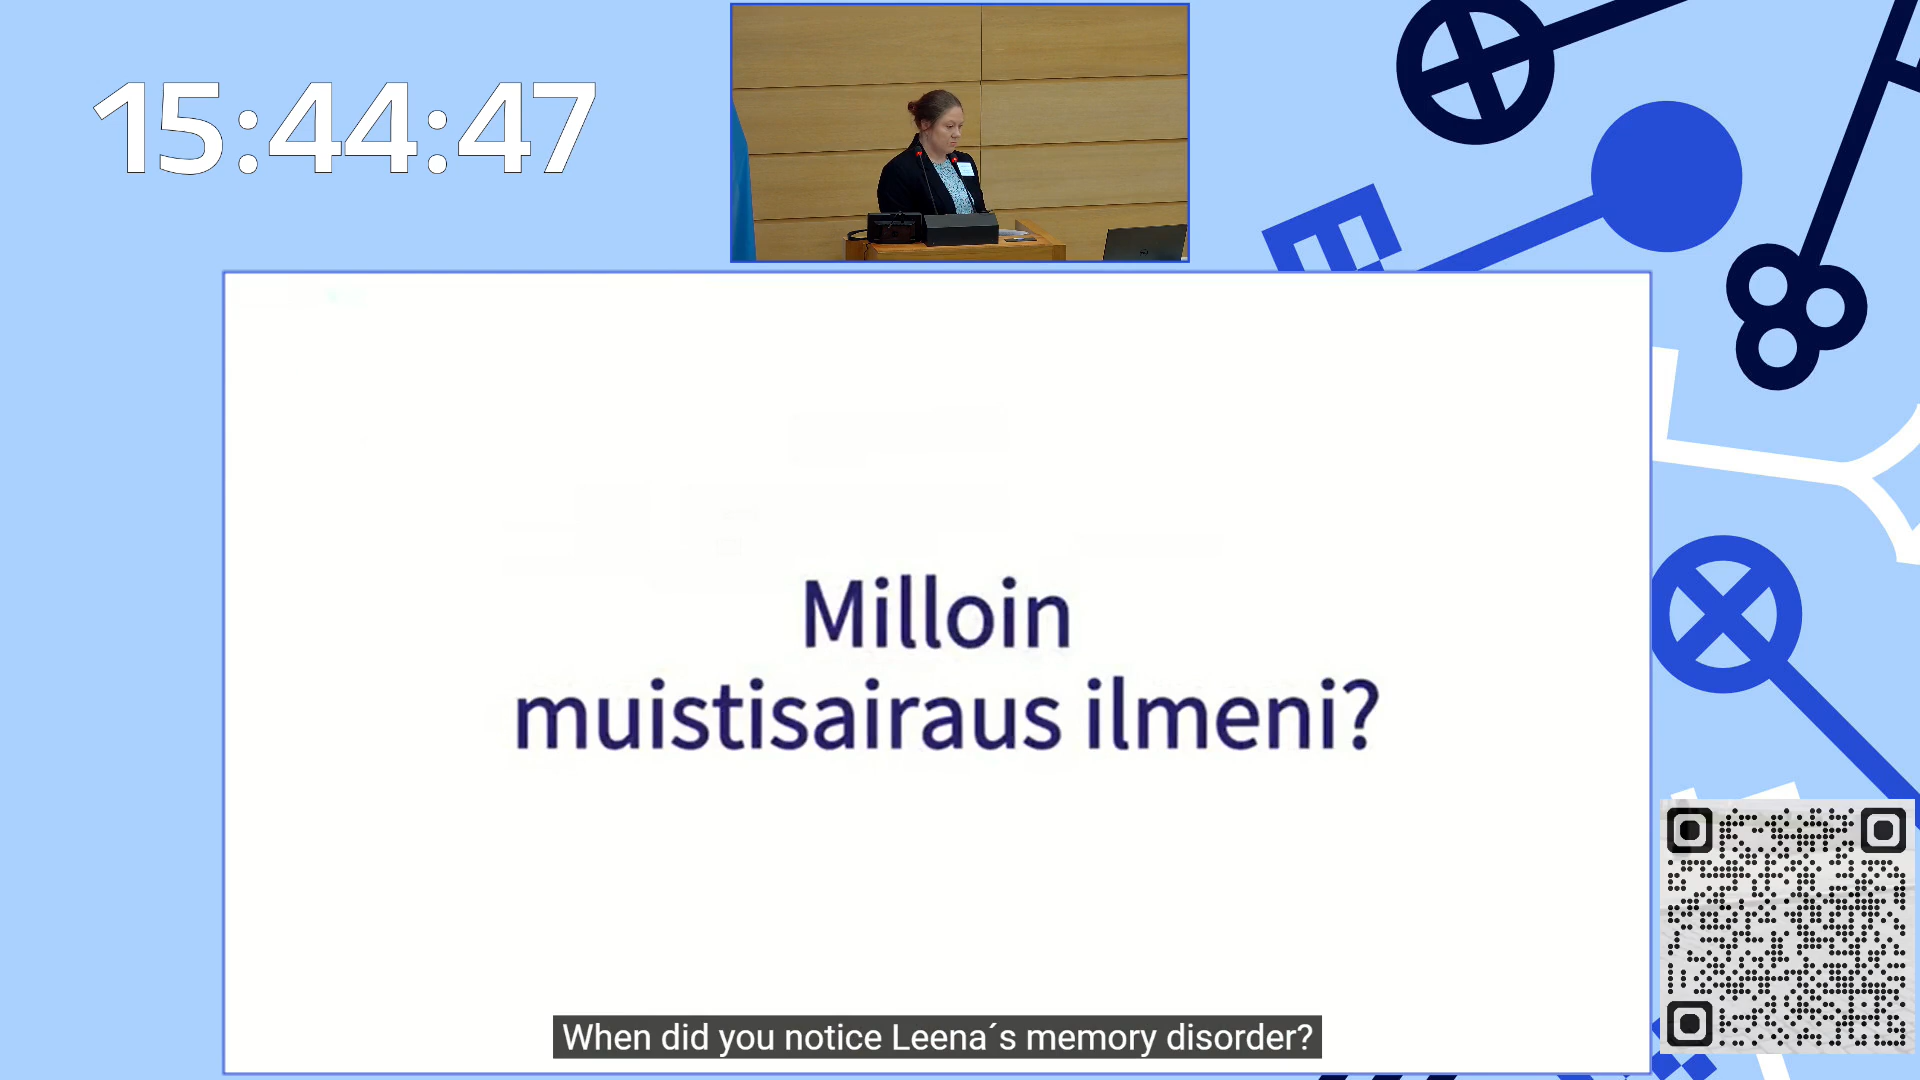 15:44:47
Milloin
muistisairaus ilmeni?
When did you notice Leena´s memory disorder?